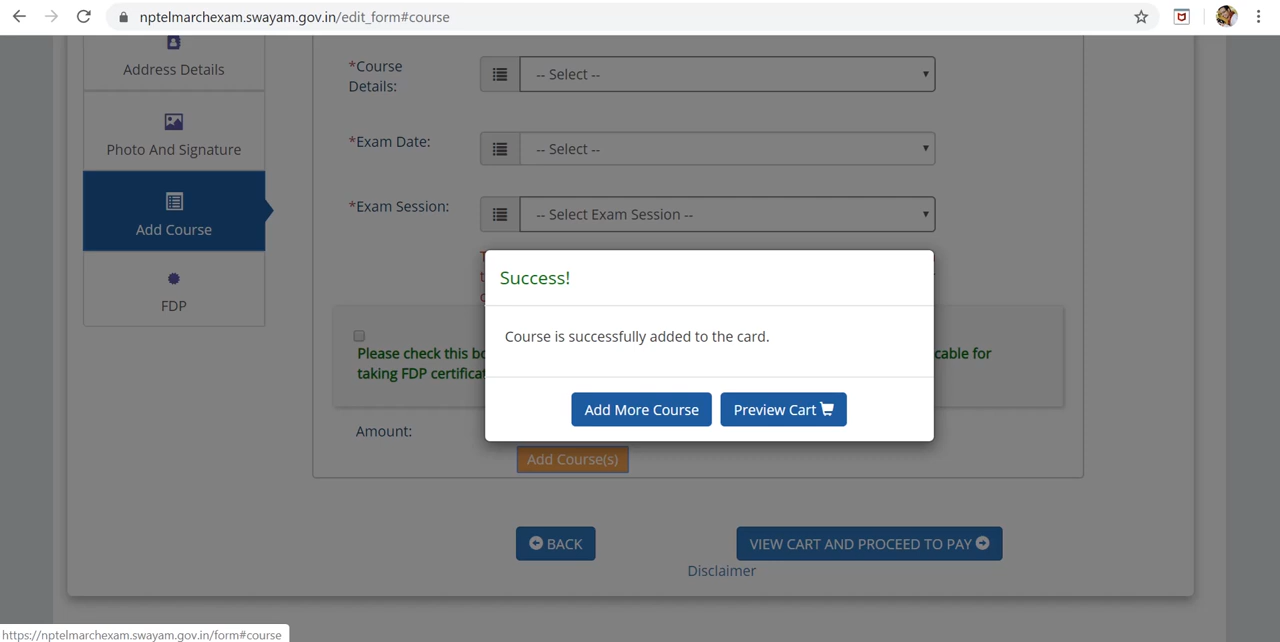 nptelmarchexam.swayam.gov.in/edit_form#course
Address Details
Photo And Signature
Add Course
FDP
*Course
Details:
-- Select --
*Exam Date:
-- Select --
*Exam Session:
-- Select Exam Session --
Success!
Course is successfully added to the card.
Add More Course
Preview Cart
Please check this
cable for
taking FDP
Amount:
Add Course(s)
BACK
VIEW CART AND PROCEED TO PAY
Disclaimer
https://nptelmarchexam.swayam.gov.in/form#course